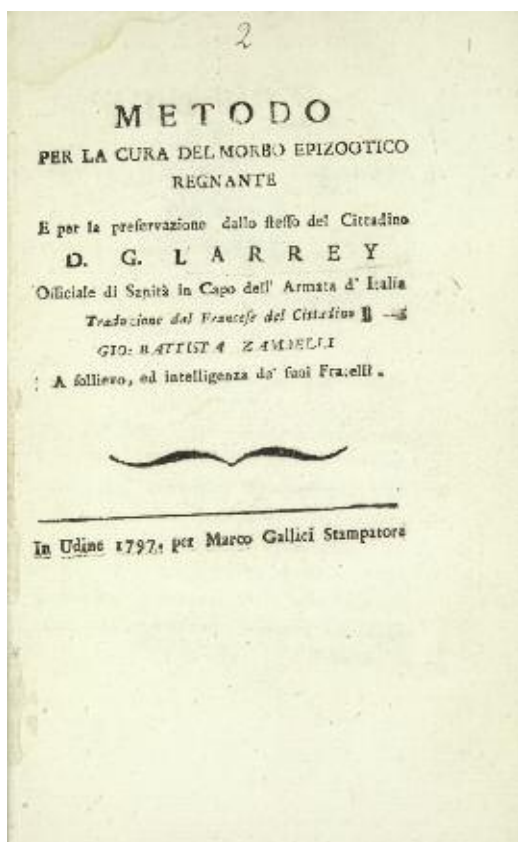 2
METODO
PER LA CURA DEL MORBO EPIZOOTICO
REGNANTE
E per la preſervazione dallo ſteſſo del Cittadino
D. G. LARREY
Officiale di Sanità in Capo dell' Armata d' Italia
Traduzione dal Franceſe del Cittadino
GIO: BATTISTA
A ſollievo, ed intelligenza de' ſuoi Fratelli.
In Udine 1797. per Marco Gallici Stampatore